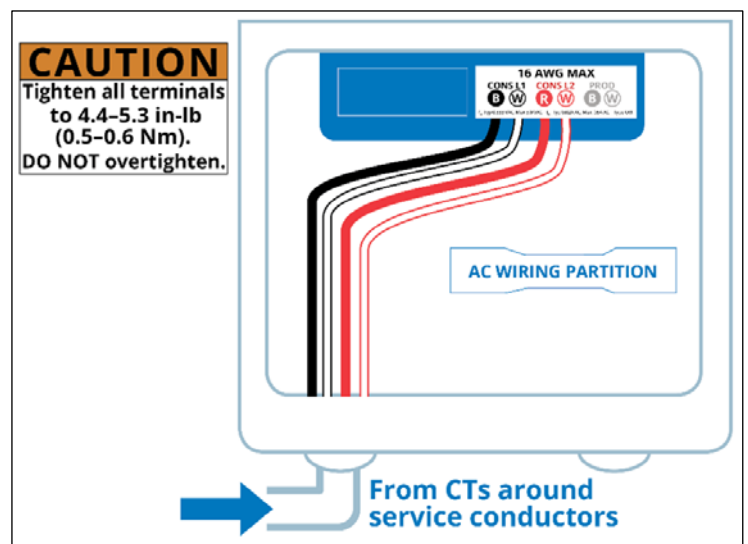 CAUTION
Tighten all terminals
to 4.4–5.3 in-lb
(0.5–0.6 Nm).
DO NOT overtighten.
16 AWG MAX
CONS L1 CONS L2 PROD
B W R W B W
AC WIRING PARTITION
From CTs around
service conductors